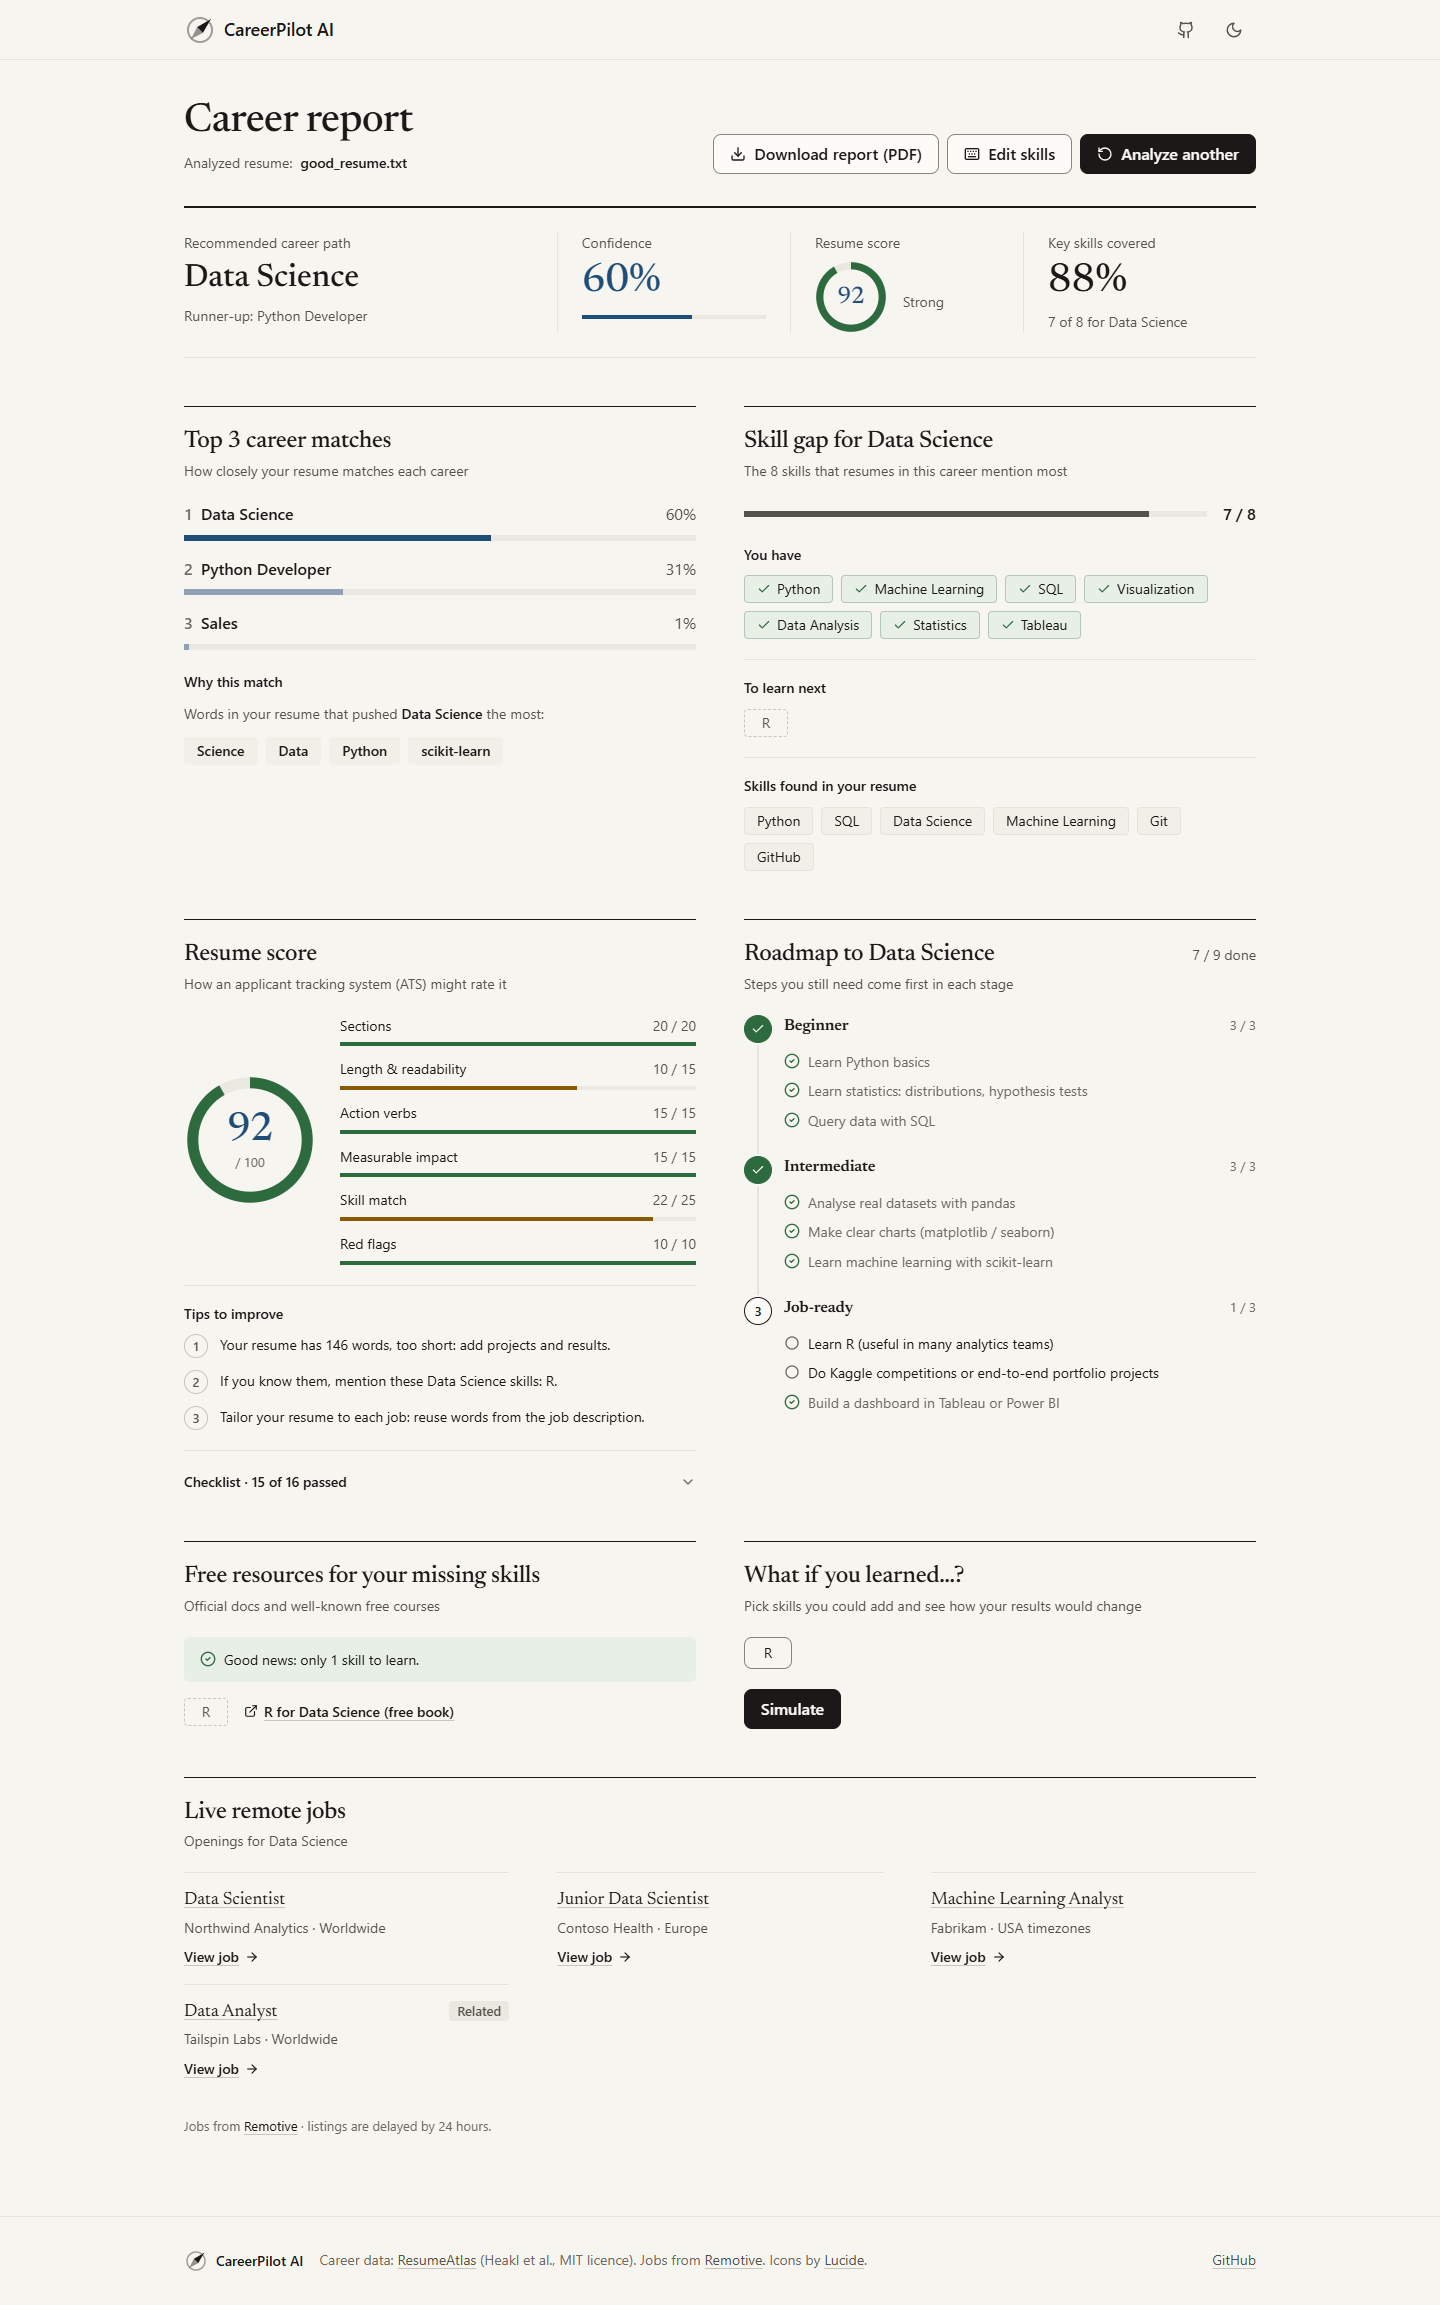 CareerPilot AI
Career report
Analyzed resume: good_resume.txt
Download report (PDF)
Edit skills
Analyze another
Recommended career path
Data Science
Runner-up: Python Developer
Confidence
60%
Resume score
92
Strong
Key skills covered
88%
7 of 8 for Data Science
Top 3 career matches
How closely your resume matches each career
1 Data Science 60%
2 Python Developer 31%
3 Sales 1%
Why this match
Words in your resume that pushed Data Science the most:
Science Data Python scikit-learn
Skill gap for Data Science
The 8 skills that resumes in this career mention most
7 / 8
You have
Python Machine Learning SQL Visualization
Data Analysis Statistics Tableau
To learn next
R
Skills found in your resume
Python SQL Data Science Machine Learning Git
GitHub
Resume score
How an applicant tracking system (ATS) might rate it
92
/ 100
Sections 20 / 20
Length & readability 10 / 15
Action verbs 15 / 15
Measurable impact 15 / 15
Skill match 22 / 25
Red flags 10 / 10
Tips to improve
1 Your resume has 146 words, too short: add projects and results.
2 If you know them, mention these Data Science skills: R.
3 Tailor your resume to each job: reuse words from the job description.
Checklist · 15 of 16 passed
Roadmap to Data Science 7 / 9 done
Steps you still need come first in each stage
Beginner 3 / 3
Learn Python basics
Learn statistics: distributions, hypothesis tests
Query data with SQL
Intermediate 3 / 3
Analyse real datasets with pandas
Make clear charts (matplotlib / seaborn)
Learn machine learning with scikit-learn
3 Job-ready 1 / 3
Learn R (useful in many analytics teams)
Do Kaggle competitions or end-to-end portfolio projects
Build a dashboard in Tableau or Power BI
Free resources for your missing skills
Official docs and well-known free courses
Good news: only 1 skill to learn.
R R for Data Science (free book)
What if you learned...?
Pick skills you could add and see how your results would change
R
Simulate
Live remote jobs
Openings for Data Science
Data Scientist
Northwind Analytics · Worldwide
View job
Junior Data Scientist
Contoso Health · Europe
View job
Machine Learning Analyst
Fabrikam · USA timezones
View job
Data Analyst Related
Tailspin Labs · Worldwide
View job
Jobs from Remotive · listings are delayed by 24 hours.
CareerPilot AI Career data: ResumeAtlas (Heakl et al., MIT licence). Jobs from Remotive. Icons by Lucide. GitHub